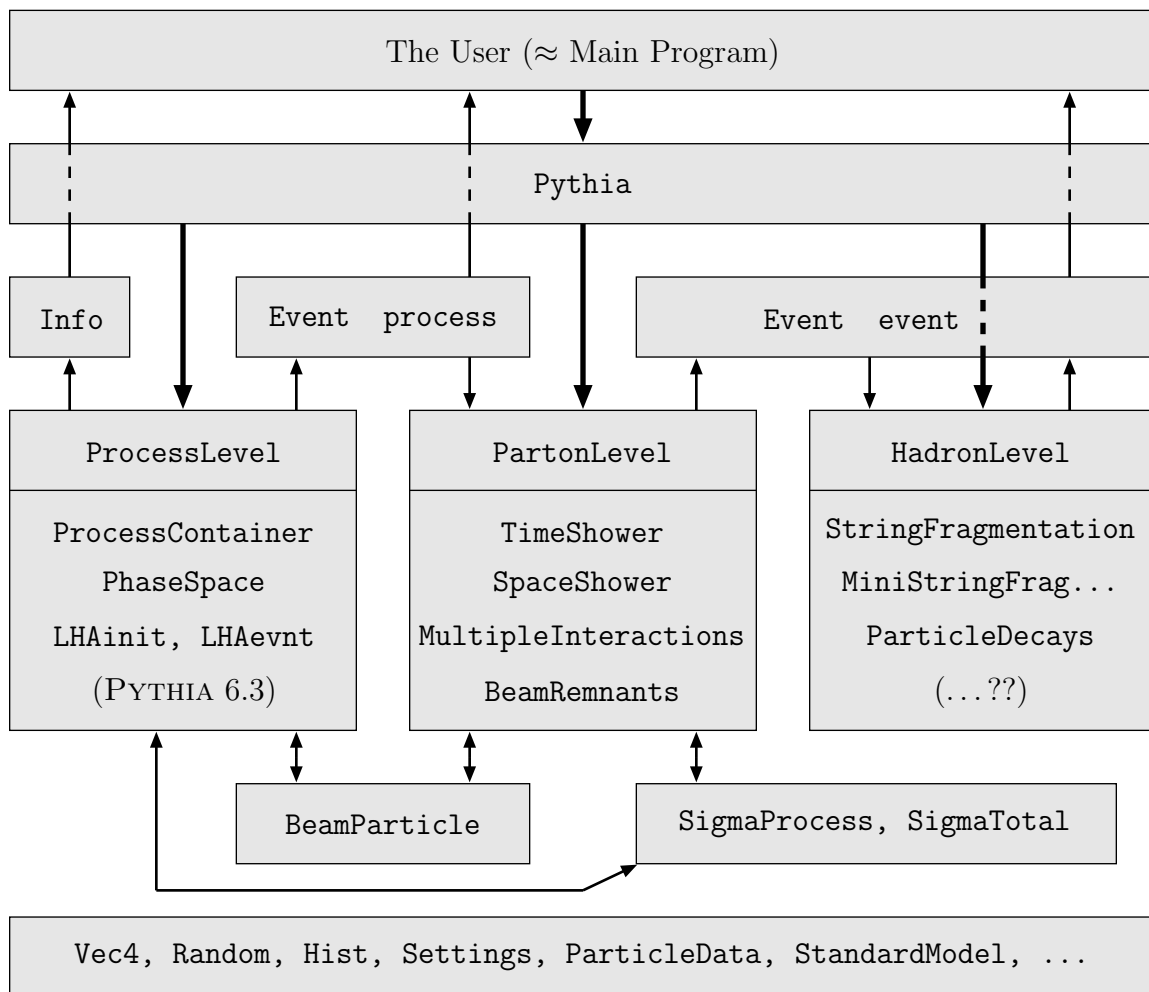 The User (≈ Main Program)
Pythia
Info
Event process
Event event
ProcessLevel
ProcessContainer
PhaseSpace
LHAinit, LHAevnt
(PYTHIA 6.3)
PartonLevel
TimeShower
SpaceShower
MultipleInteractions
BeamRemnants
HadronLevel
StringFragmentation
MiniStringFrag...
ParticleDecays
(...??)
BeamParticle
SigmaProcess, SigmaTotal
Vec4, Random, Hist, Settings, ParticleData, StandardModel, ...